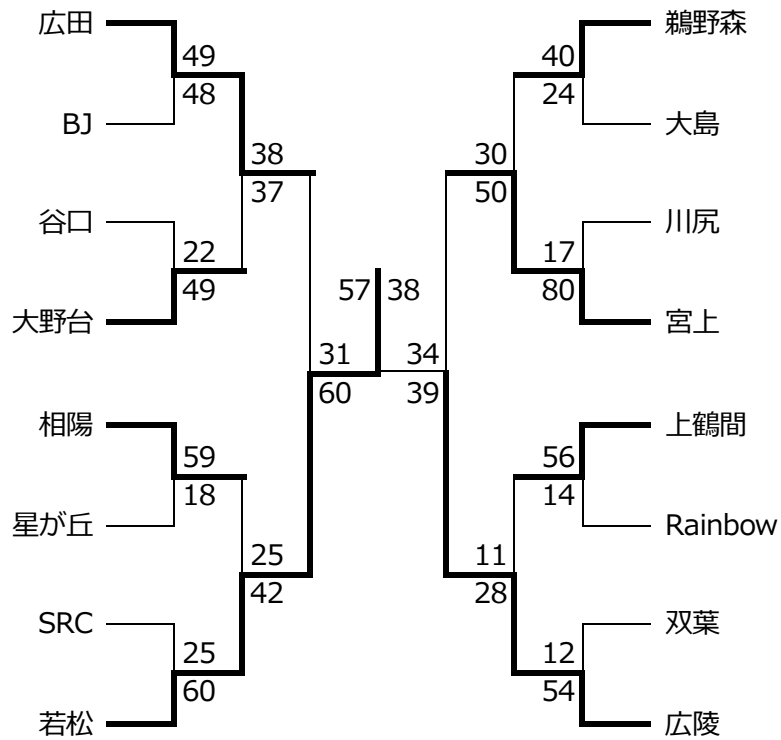 広田 鵜野森
49 40
48 24
BJ 大島
38 30
37 50
谷口 川尻
22 17
49 80
57 38
大野台 宮上
31 34
60 39
相陽 上鶴間
59 56
18 14
星が丘 Rainbow
25 11
42 28
SRC 双葉
25 12
60 54
若松 広陵